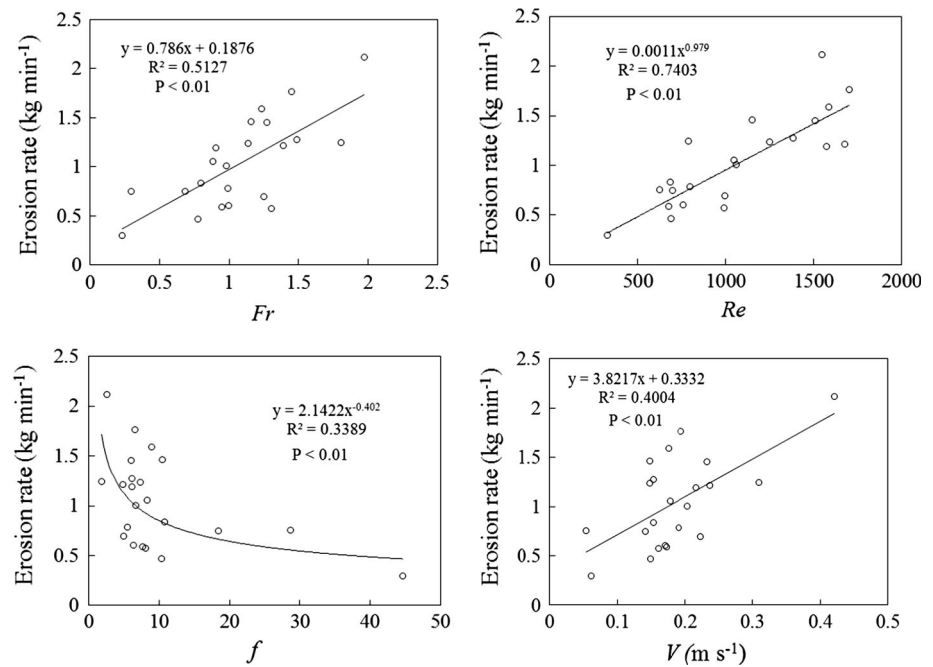 2.5
2
1.5
1
0.5
0
Erosion rate (kg min⁻¹)
y = 0.786x + 0.1876
R² = 0.5127
P < 0.01
0 0.5 1 1.5 2 2.5
Fr
2.5
2
1.5
1
0.5
0
Erosion rate (kg min⁻¹)
y = 0.0011x⁰·⁹⁷⁹
R² = 0.7403
P < 0.01
500 1000 1500 2000
Re
2.5
2
1.5
1
0.5
0
Erosion rate (kg min⁻¹)
y = 2.1422x⁻⁰·⁴⁰²
R² = 0.3389
P < 0.01
0 10 20 30 40 50
f
2.5
2
1.5
1
0.5
0
Erosion rate (kg min⁻¹)
y = 3.8217x + 0.3332
R² = 0.4004
P < 0.01
0.0 0.1 0.2 0.3 0.4 0.5
V (m s⁻¹)